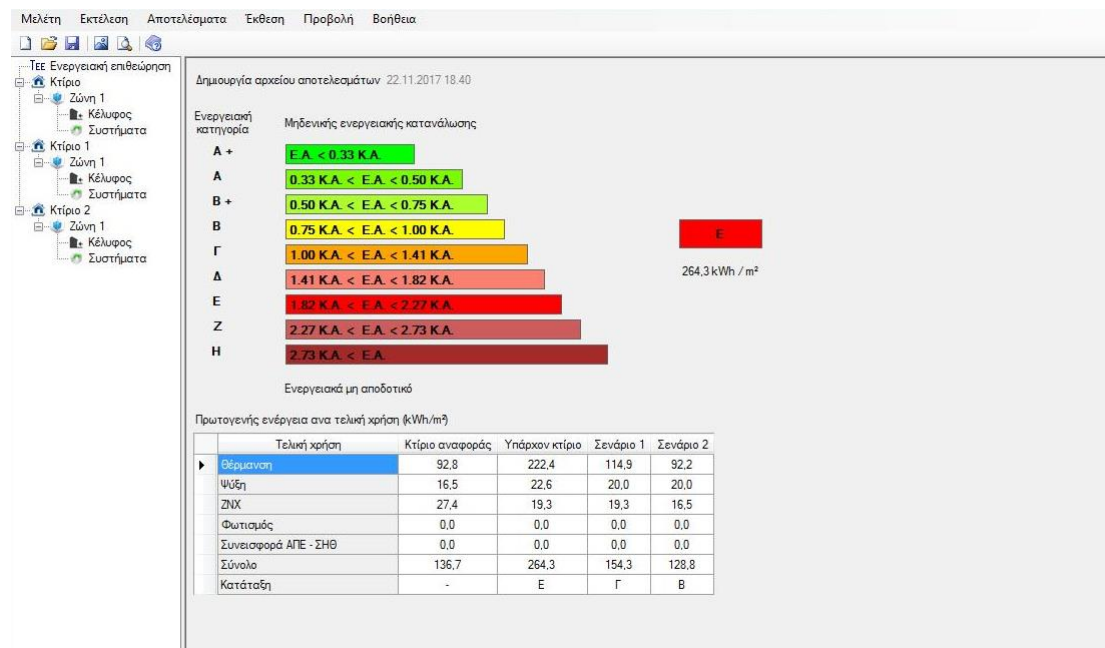 Μελέτη Εκτέλεση Αποτελέσματα Έκθεση Προβολή Βοήθεια
ΤΕΕ Ενεργειακή επιθεώρηση
Κτίριο
Ζώνη 1
Κέλυφος
Συστήματα
Κτίριο 1
Ζώνη 1
Κέλυφος
Συστήματα
Κτίριο 2
Ζώνη 1
Κέλυφος
Συστήματα
Δημιουργία αρχείου αποτελεσμάτων 22.11.2017 18.40
Ενεργειακή
κατηγορία
Μηδενικής ενεργειακής κατανάλωσης
Α + Ε.Α. < 0.33 Κ.Α.
Α 0.33 Κ.Α. < Ε.Α. < 0.50 Κ.Α.
Β + 0.50 Κ.Α. < Ε.Α. < 0.75 Κ.Α.
Β 0.75 Κ.Α. < Ε.Α. < 1.00 Κ.Α.
Γ 1.00 Κ.Α. < Ε.Α. < 1.41 Κ.Α.
Δ 1.41 Κ.Α. < Ε.Α. < 1.82 Κ.Α.
Ε 1.82 Κ.Α. < Ε.Α. < 2.27 Κ.Α.
Ζ 2.27 Κ.Α. < Ε.Α. < 2.73 Κ.Α.
Η 2.73 Κ.Α. < Ε.Α.
Ε
264,3 kWh / m²
Ενεργειακά μη αποδοτικό
Πρωτογενής ενέργεια ανα τελική χρήση (kWh/m²)
Τελική χρήση Κτίριο αναφοράς Υπάρχον κτίριο Σενάριο 1 Σενάριο 2
Θέρμανση 92,8 222,4 114,9 92,2
Ψύξη 16,5 22,6 20,0 20,0
ΖΝΧ 27,4 19,3 19,3 16,5
Φωτισμός 0,0 0,0 0,0 0,0
Συνεισφορά ΑΠΕ - ΣΗΘ 0,0 0,0 0,0 0,0
Σύνολο 136,7 264,3 154,3 128,8
Κατάταξη - Ε Γ Β